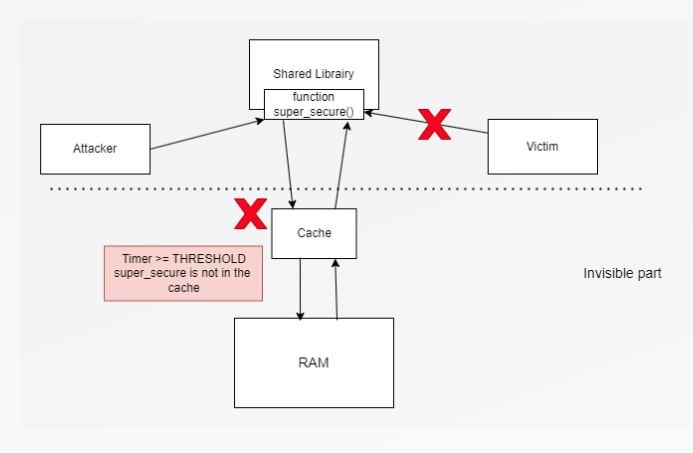 Shared Librairy
function
super_secure()
Attacker
Victim
Cache
Timer >= THRESHOLD
super_secure is not in the
cache
Invisible part
RAM